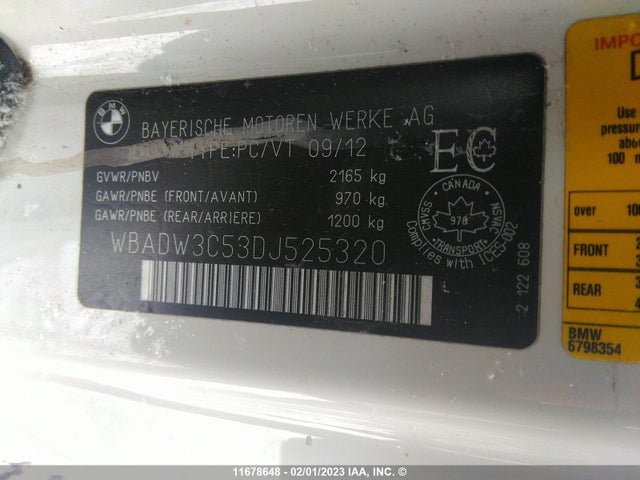 BMW
BAYERISCHE MOTOREN WERKE AG
TYPE:PC/VT 09/12
EC
GVWR/PNBV 2165 kg
GAWR/PNBE (FRONT/AVANT) 970 kg
GAWR/PNBE (REAR/ARRIERE) 1200 kg
WBADW3C53DJ525320
CANADA
CMVSS
NSVAC
978
TRANSPORT
Complies with ICES-002
2 122 608
IMPO
Use
pressu
abo
100
over 10
FRONT
REAR
BMW
6798354
11678648 - 02/01/2023 IAA, INC. ©